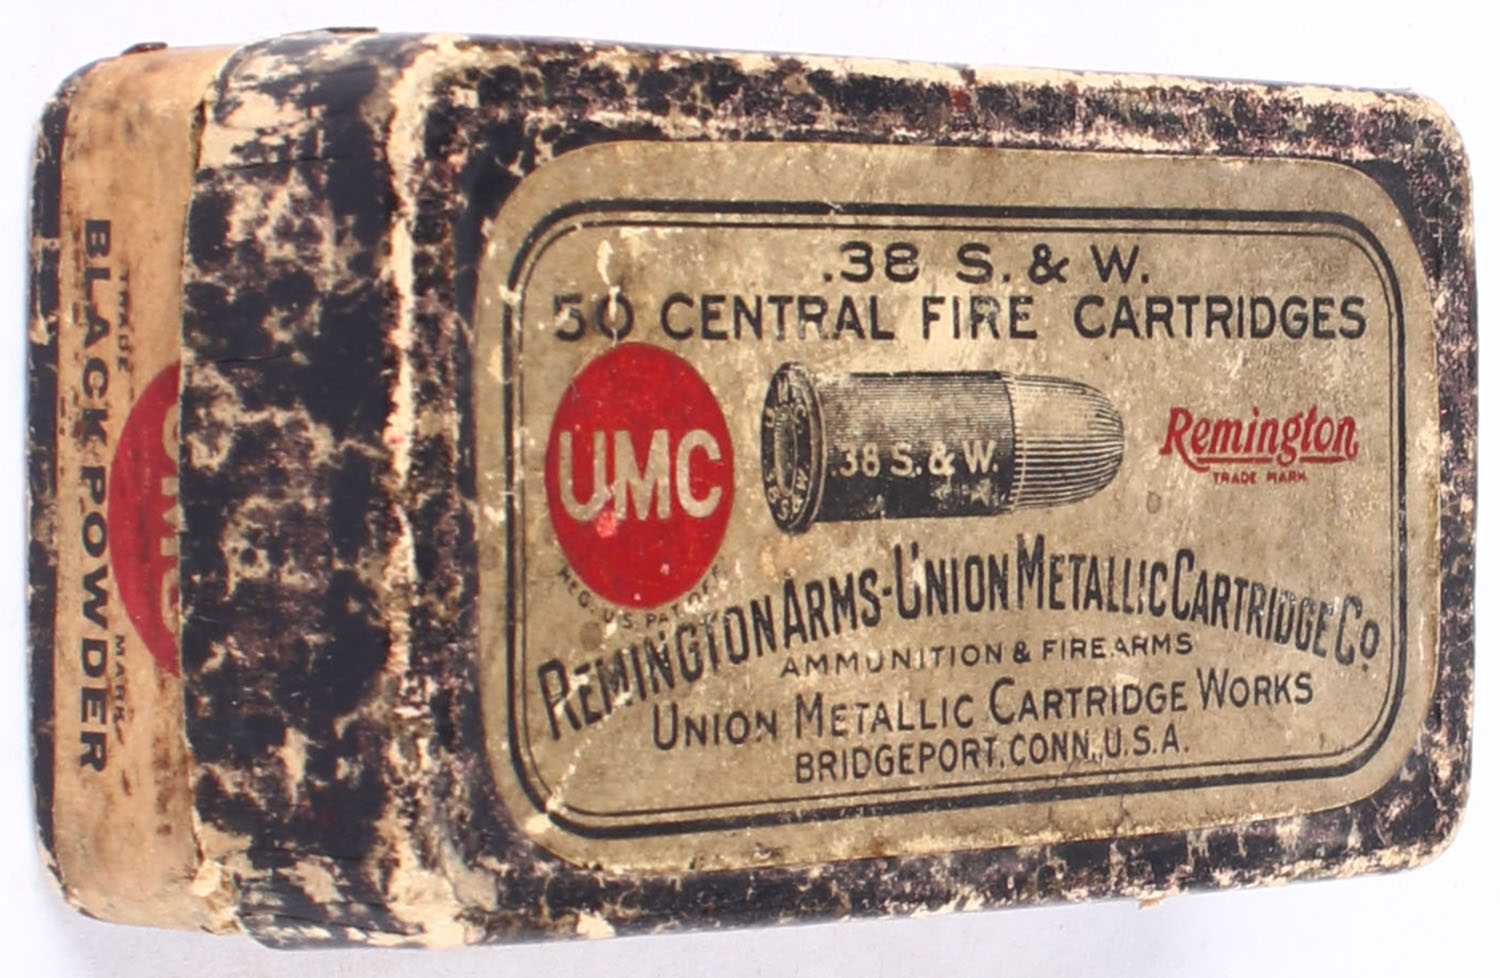 .38 S. & W.
50 CENTRAL FIRE CARTRIDGES
UMC
REG. U.S. PAT. OFF.
.38 S. & W.
Remington
TRADE MARK
REMINGTON ARMS-UNION METALLIC CARTRIDGE CO
AMMUNITION & FIREARMS
UNION METALLIC CARTRIDGE WORKS
BRIDGEPORT, CONN., U.S.A.
TRADE MARK
UMC
BLACK POWDER